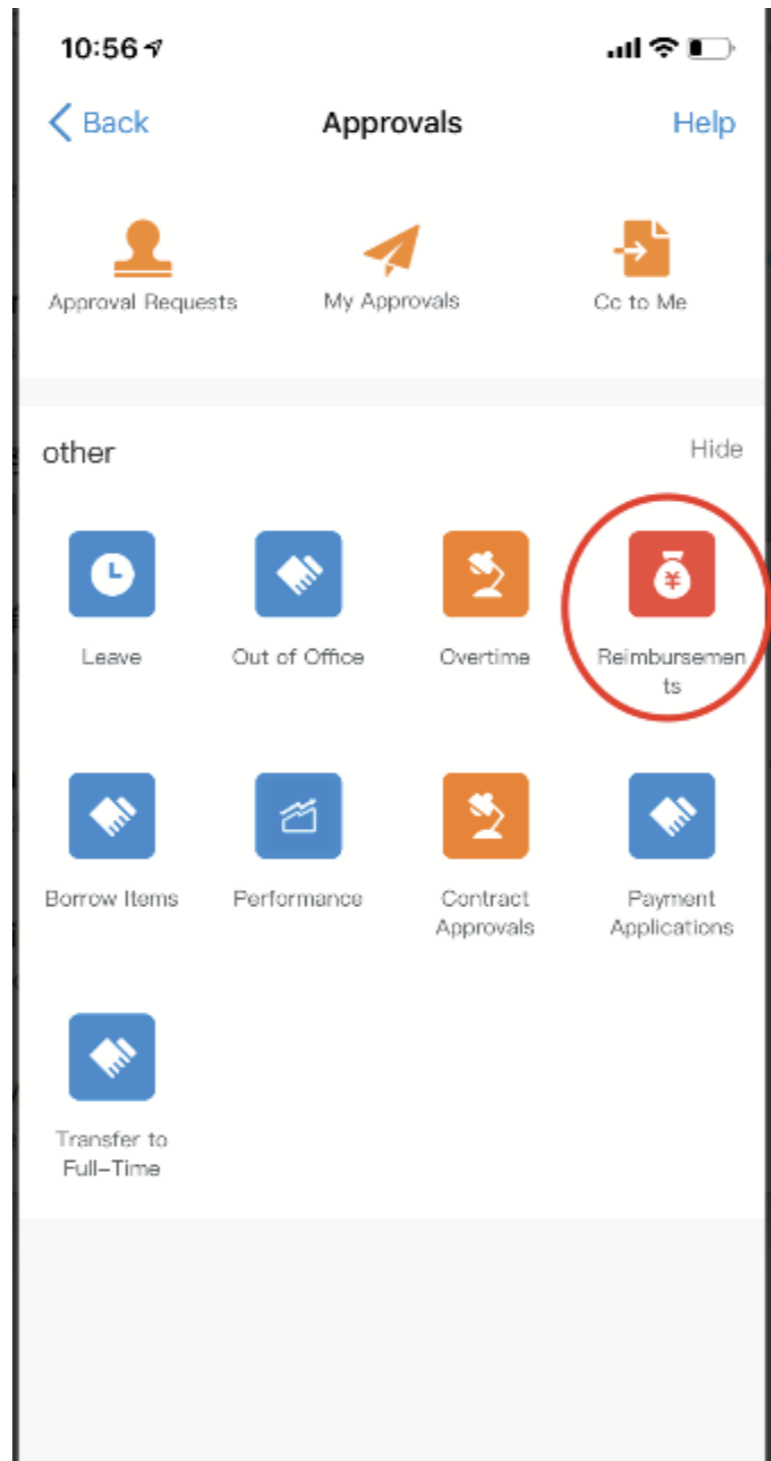 10:56
Back Approvals Help
Approval Requests My Approvals Cc to Me
other Hide
Leave Out of Office Overtime Reimbursemen
ts
Borrow Items Performance Contract
Approvals Payment
Applications
Transfer to
Full-Time